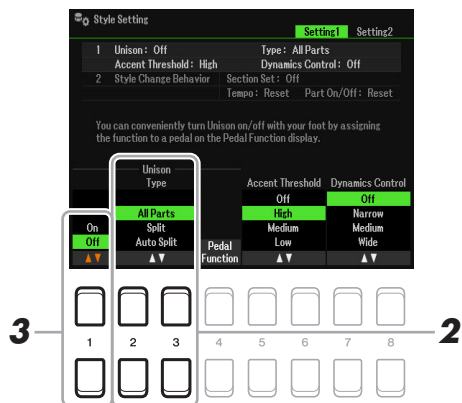 Style Setting
Setting1 Setting2
1 Unison: Off Type: All Parts
Accent Threshold: High Dynamics Control: Off
2 Style Change Behavior Section Set: Off
Tempo: Reset Part On/Off: Reset
You can conveniently turn Unison on/off with your foot by assigning
the function to a pedal on the Pedal Function display.
Unison
Type Accent Threshold Dynamics Control
Off Off
All Parts High Narrow
On Split Medium Medium
Off Auto Split Pedal Low Wide
Function
3 2
1 2 3 4 5 6 7 8